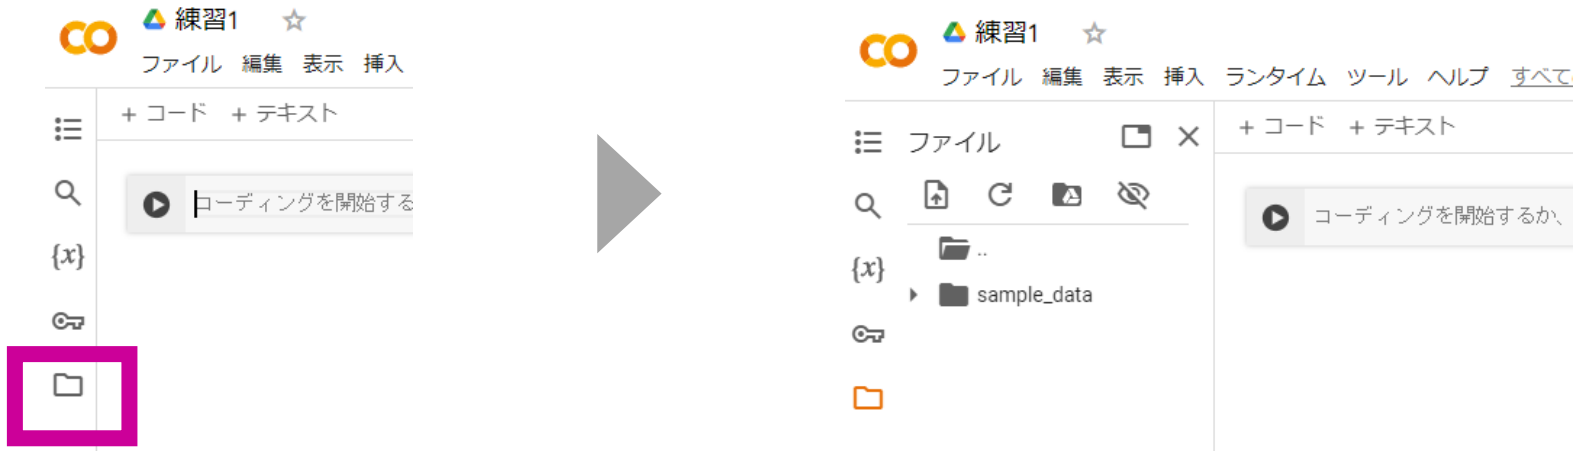 練習1
ファイル 編集 表示 挿入
+ コード + テキスト
コーディングを開始する
{x}
練習1
ファイル 編集 表示 挿入 ランタイム ツール ヘルプ すべて
ファイル
+ コード + テキスト
コーディングを開始するか、
..
{x}
sample_data